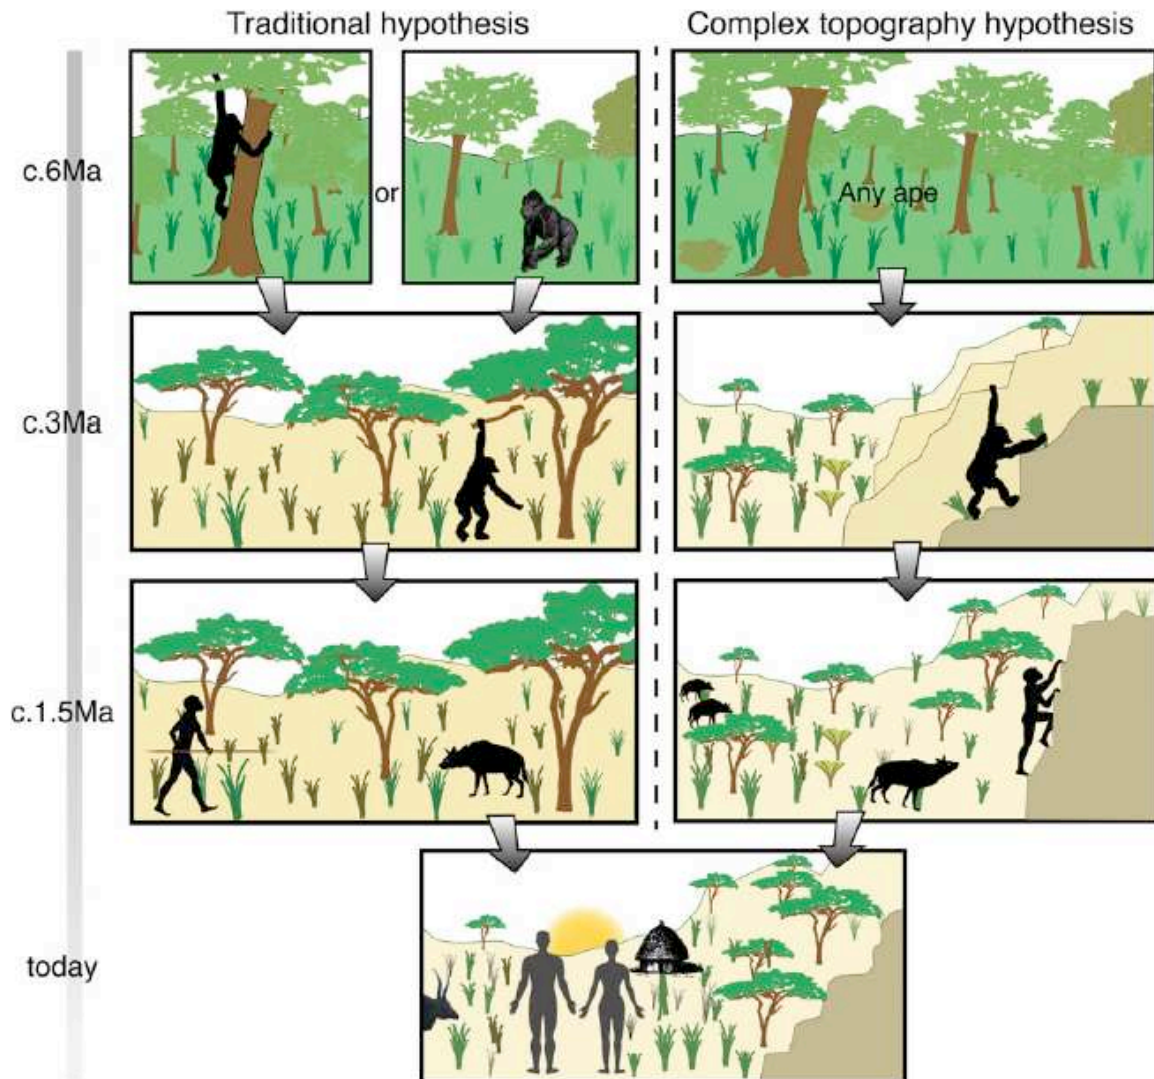 Traditional hypothesis
Complex topography hypothesis
c.6Ma
or
Any ape
c.3Ma
c.1.5Ma
today